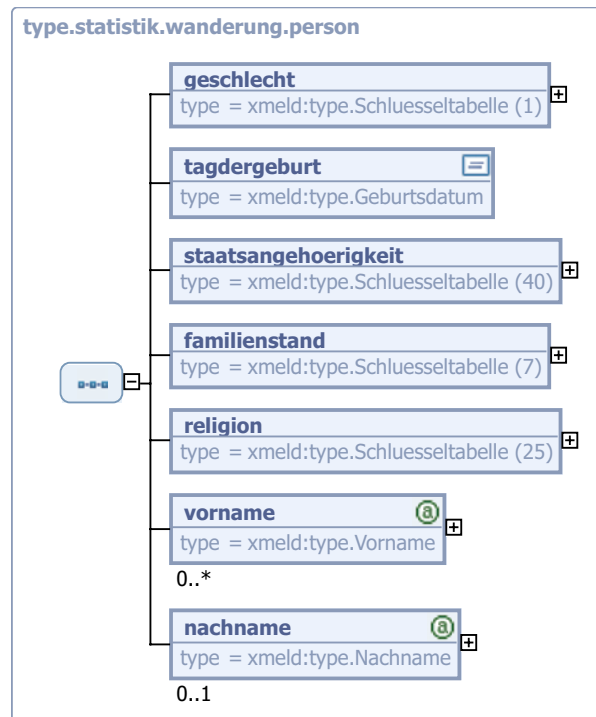 type.statistik.wanderung.person
geschlecht
type = xmeld:type.Schluesseltabelle (1)
tagdergeburt
type = xmeld:type.Geburtsdatum
staatsangehoerigkeit
type = xmeld:type.Schluesseltabelle (40)
familienstand
type = xmeld:type.Schluesseltabelle (7)
religion
type = xmeld:type.Schluesseltabelle (25)
vorname @
type = xmeld:type.Vorname
0..*
nachname @
type = xmeld:type.Nachname
0..1